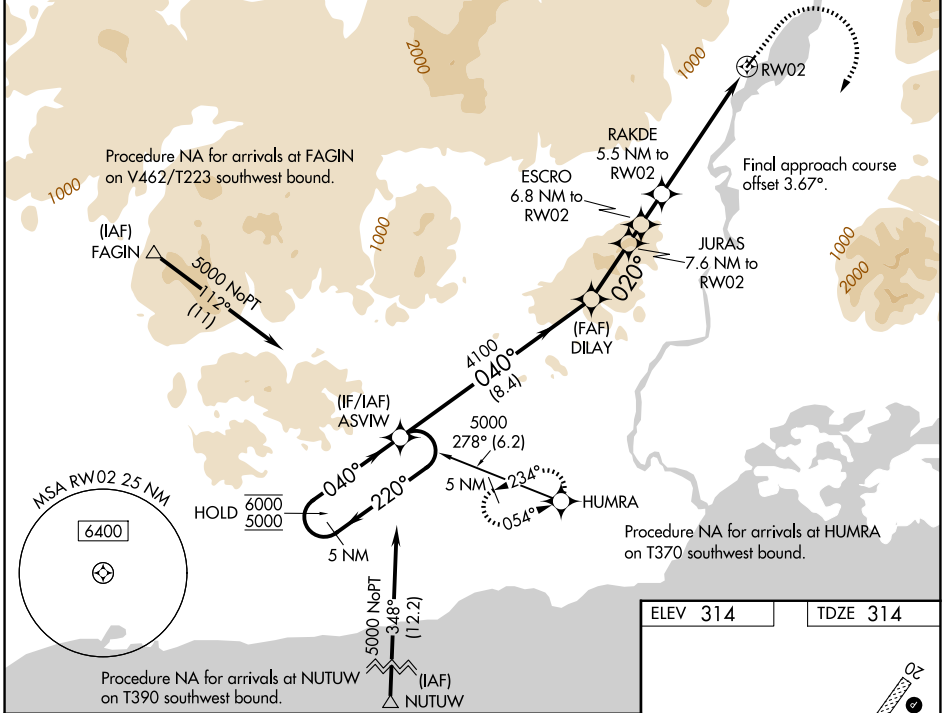 2000
1000
RW02
RAKDE
5.5 NM to
RW02
Procedure NA for arrivals at FAGIN
on V462/T223 southwest bound.
ESCRO
6.8 NM to
RW02
Final approach course
offset 3.67°.
1000
(IAF)
FAGIN
1000
JURAS
7.6 NM to
RW02
1000
2000
5000 NoPT
112°
(11)
020°
(FAF)
DILAY
4100
040°
(8.4)
(IF/IAF)
ASVIW
5000
278° (6.2)
040°
220°
5 NM
234°
054°
HUMRA
MSA RW02 25 NM
6400
HOLD
6000
5000
5 NM
Procedure NA for arrivals at HUMRA
on T370 southwest bound.
5000 NoPT
348°
(12.2)
ELEV 314
TDZE 314
Procedure NA for arrivals at NUTUW
on T390 southwest bound.
(IAF)
NUTUW
20
P